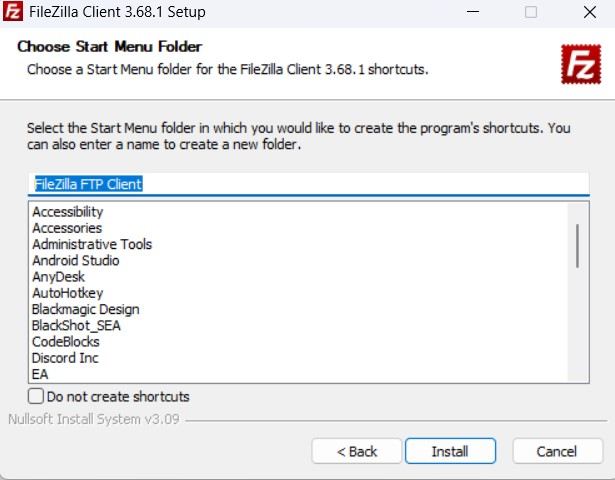 FileZilla Client 3.68.1 Setup
Choose Start Menu Folder
Choose a Start Menu folder for the FileZilla Client 3.68.1 shortcuts.
Fz
Select the Start Menu folder in which you would like to create the program's shortcuts. You
can also enter a name to create a new folder.
FileZilla FTP Client
Accessibility
Accessories
Administrative Tools
Android Studio
AnyDesk
AutoHotkey
Blackmagic Design
BlackShot_SEA
CodeBlocks
Discord Inc
EA
Do not create shortcuts
Nullsoft Install System v3.09
< Back
Install
Cancel